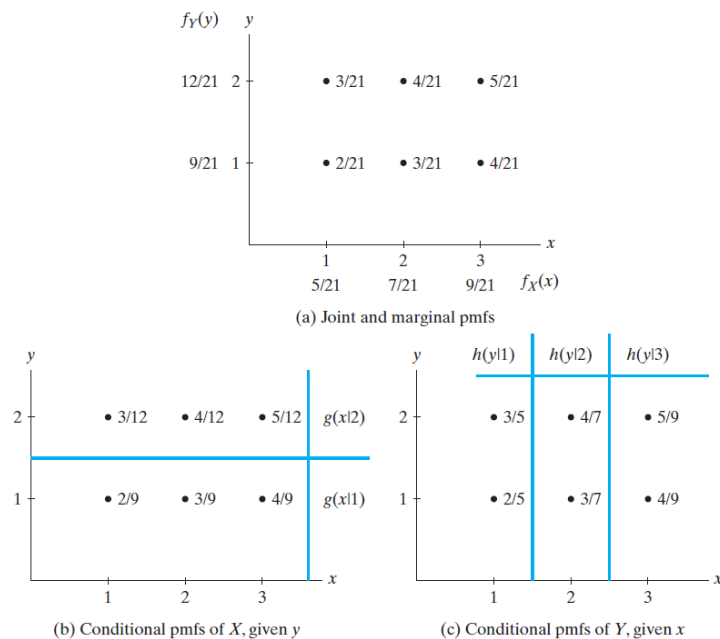 f_Y(y) y
12/21 2 • 3/21 • 4/21 • 5/21
9/21 1 • 2/21 • 3/21 • 4/21
x
1 2 3
5/21 7/21 9/21 f_X(x)
(a) Joint and marginal pmfs
y
2 • 3/12 • 4/12 • 5/12 g(x|2)
1 • 2/9 • 3/9 • 4/9 g(x|1)
x
1 2 3
(b) Conditional pmfs of X, given y
y h(y|1) h(y|2) h(y|3)
2 • 3/5 • 4/7 • 5/9
1 • 2/5 • 3/7 • 4/9
x
1 2 3
(c) Conditional pmfs of Y, given x